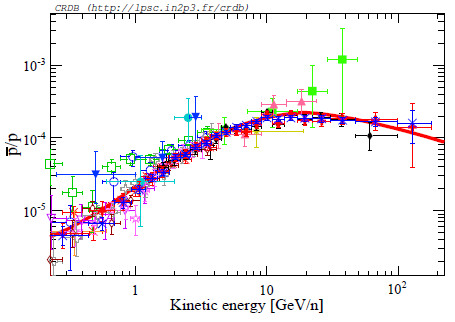 CRDB (http://lpsc.in2p3.fr/crdb)
p̅/p
10⁻³
10⁻⁴
10⁻⁵
1
10
10²
Kinetic energy [GeV/n]